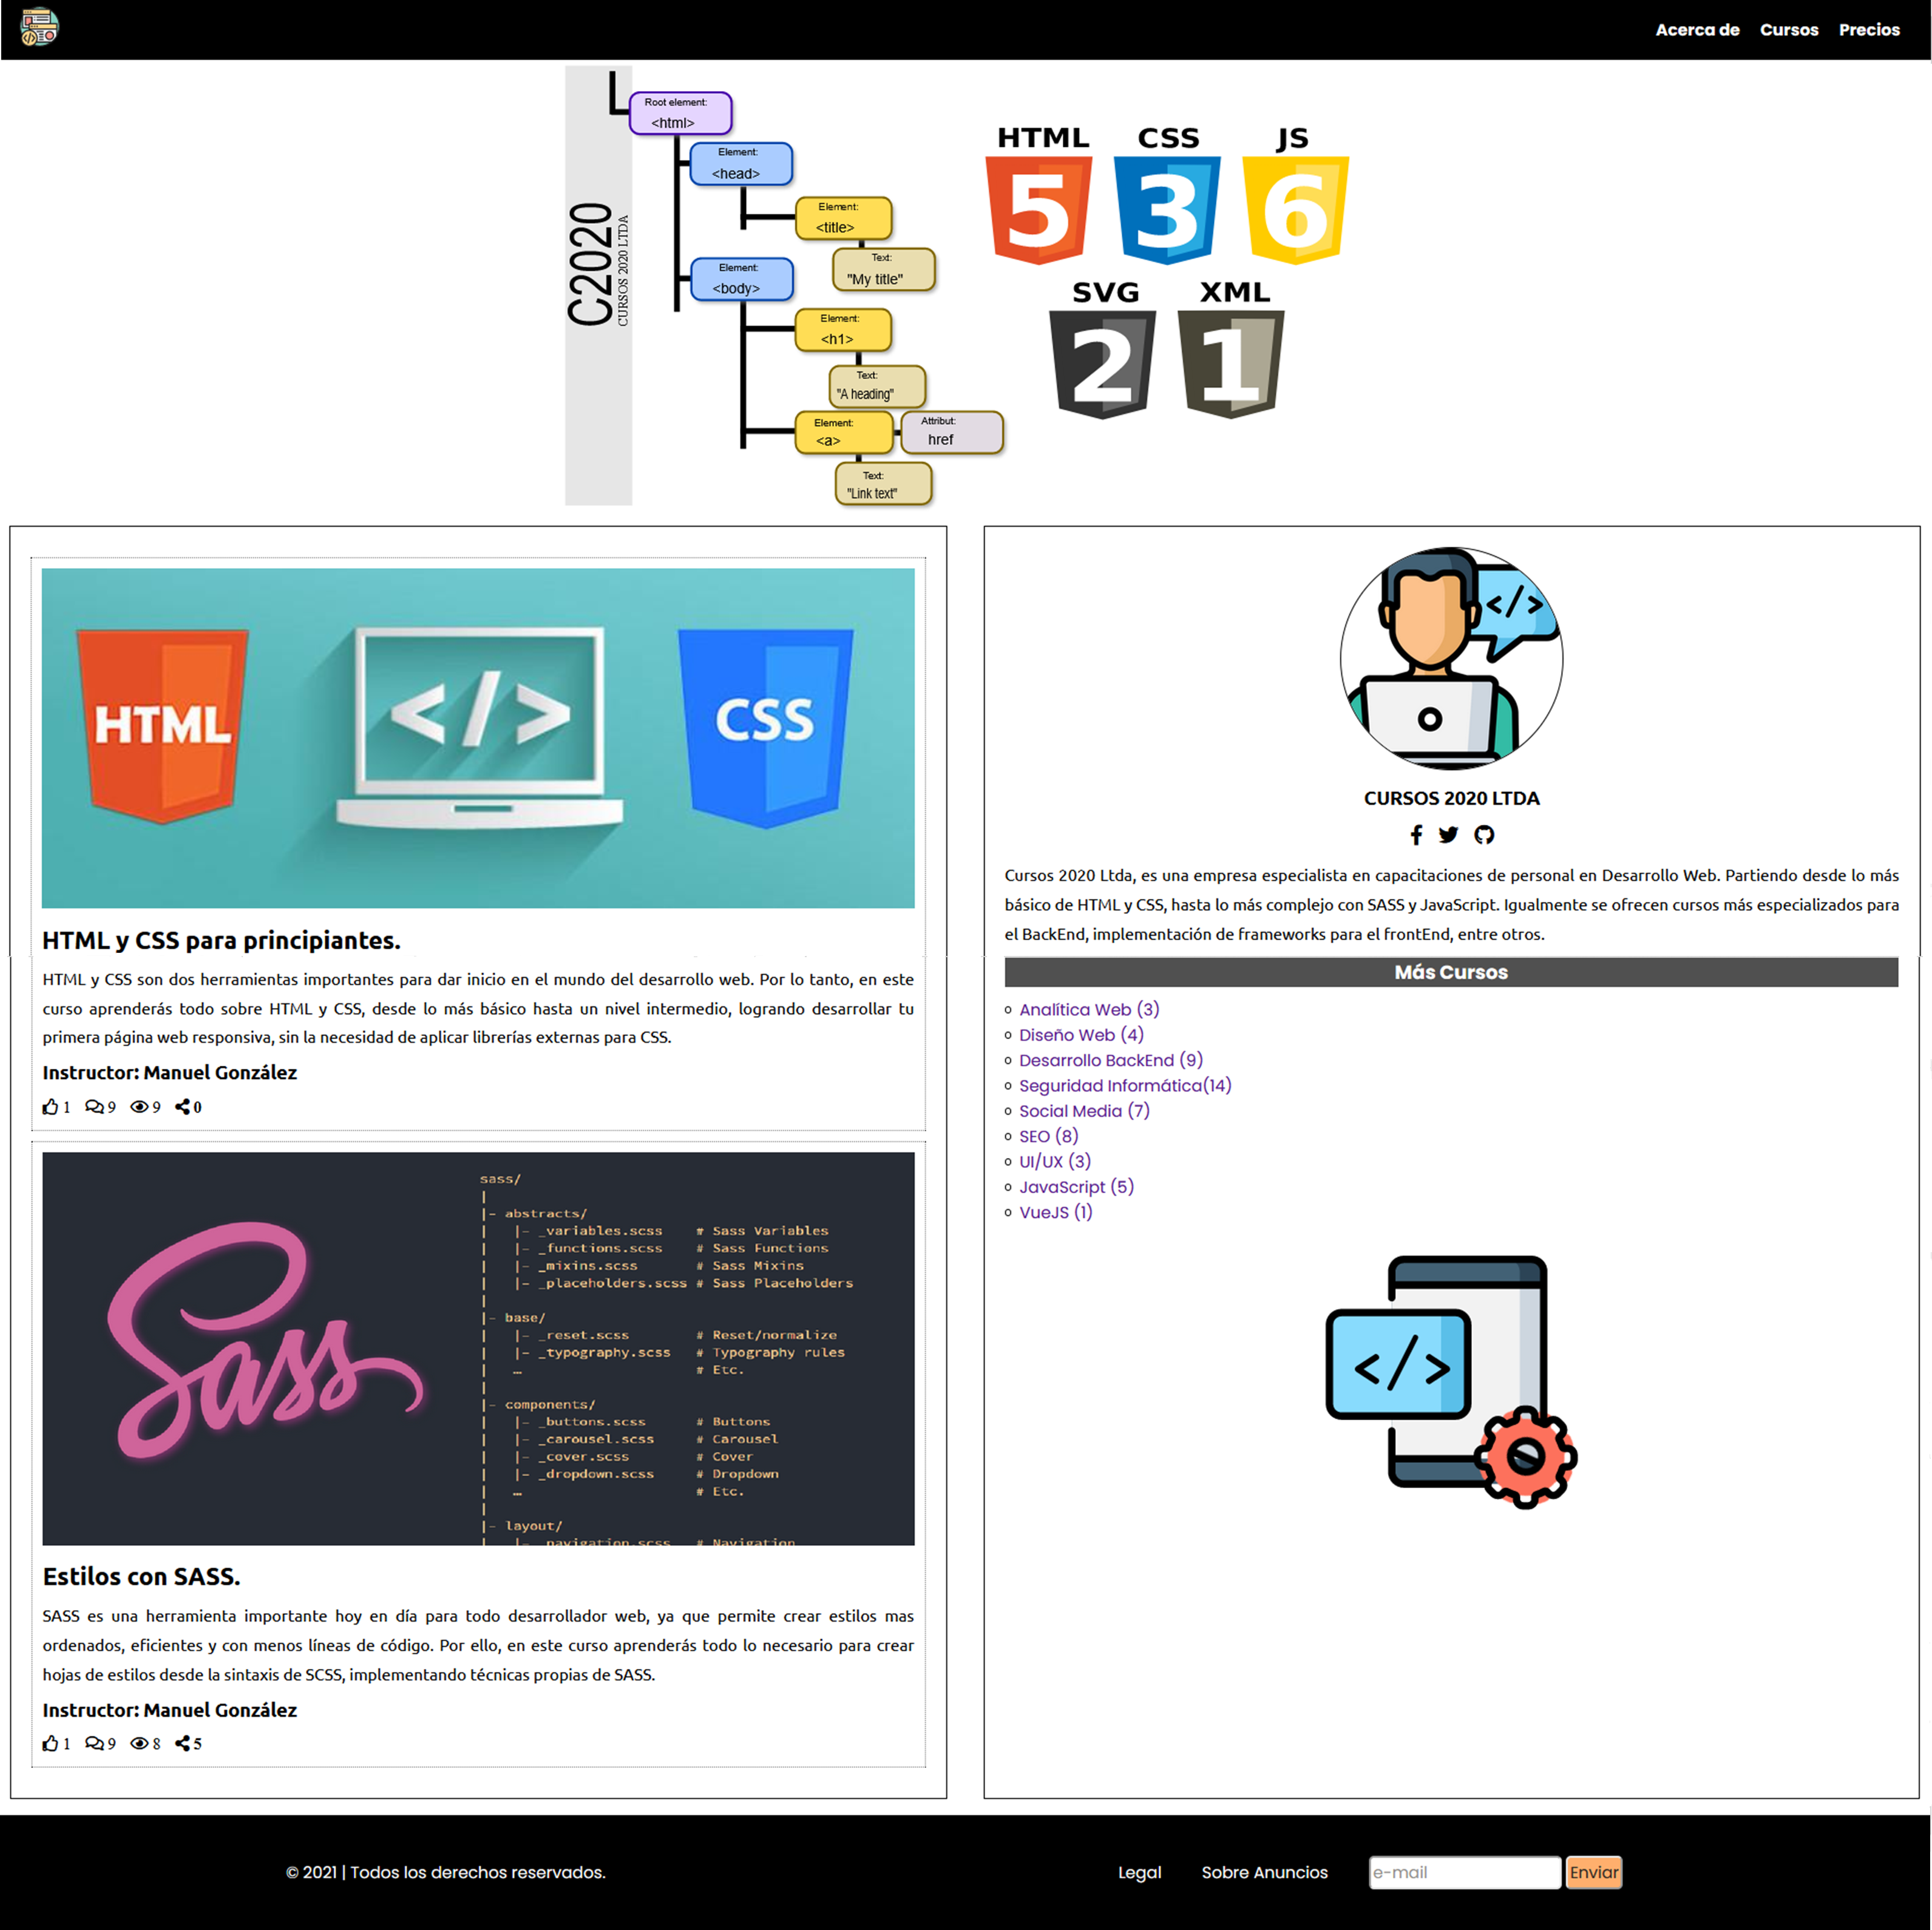 Acerca de Cursos Precios
C2020
CURSOS 2020 LTDA
Root element:
<html>
Element:
<head>
Element:
<title>
Text:
"My title"
Element:
<body>
Element:
<h1>
Text:
"A heading"
Element:
<a>
Attribut:
href
Text:
"Link text"
HTML CSS JS
5 3 6
SVG XML
2 1
HTML </> CSS
HTML y CSS para principiantes.
HTML y CSS son dos herramientas importantes para dar inicio en el mundo del desarrollo web. Por lo tanto, en este
curso aprenderás todo sobre HTML y CSS, desde lo más básico hasta un nivel intermedio, logrando desarrollar tu
primera página web responsiva, sin la necesidad de aplicar librerías externas para CSS.
Instructor: Manuel González
1 9 9 0
Sass
sass/
|
|- abstracts/
| |- _variables.scss # Sass Variables
| |- _functions.scss # Sass Functions
| |- _mixins.scss # Sass Mixins
| |- _placeholders.scss # Sass Placeholders
|
|- base/
| |- _reset.scss # Reset/normalize
| |- _typography.scss # Typography rules
| … # Etc.
|
|- components/
| |- _buttons.scss # Buttons
| |- _carousel.scss # Carousel
| |- _cover.scss # Cover
| |- _dropdown.scss # Dropdown
| … # Etc.
|
|- layout/
| |- _navigation.scss # Navigation
Estilos con SASS.
SASS es una herramienta importante hoy en día para todo desarrollador web, ya que permite crear estilos mas
ordenados, eficientes y con menos líneas de código. Por ello, en este curso aprenderás todo lo necesario para crear
hojas de estilos desde la sintaxis de SCSS, implementando técnicas propias de SASS.
Instructor: Manuel González
1 9 8 5
</>
CURSOS 2020 LTDA
Cursos 2020 Ltda, es una empresa especialista en capacitaciones de personal en Desarrollo Web. Partiendo desde lo más
básico de HTML y CSS, hasta lo más complejo con SASS y JavaScript. Igualmente se ofrecen cursos más especializados para
el BackEnd, implementación de frameworks para el frontEnd, entre otros.
Más Cursos
Analítica Web (3)
Diseño Web (4)
Desarrollo BackEnd (9)
Seguridad Informática(14)
Social Media (7)
SEO (8)
UI/UX (3)
JavaScript (5)
VueJS (1)
</>
© 2021 | Todos los derechos reservados.
Legal Sobre Anuncios e-mail Enviar